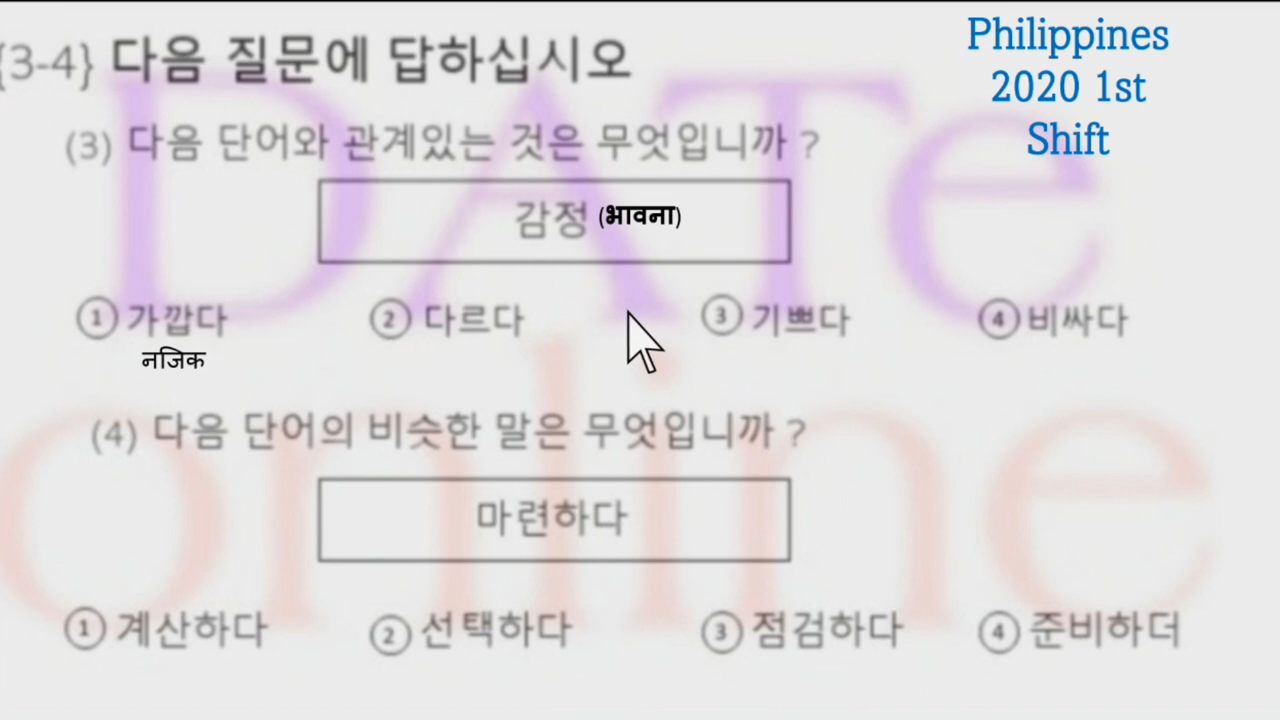 {3-4} 다음 질문에 답하십시오
Philippines
2020 1st
Shift
(3) 다음 단어와 관계있는 것은 무엇입니까 ?
감정 (भावना)
① 가깝다 ② 다르다 ③ 기쁘다 ④ 비싸다
नजिक
(4) 다음 단어의 비슷한 말은 무엇입니까 ?
마련하다
① 계산하다 ② 선택하다 ③ 점검하다 ④ 준비하더
DATe
online